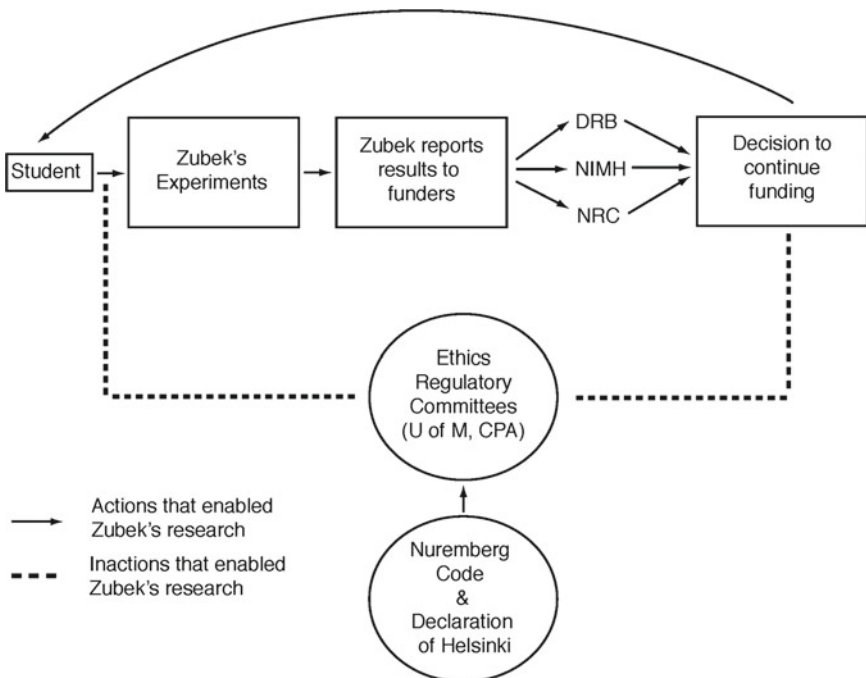 Student
Zubek's
Experiments
Zubek reports
results to
funders
DRB
NIMH
NRC
Decision to
continue
funding
Ethics
Regulatory
Committees
(U of M, CPA)
Actions that enabled
Zubek's research
Inactions that enabled
Zubek's research
Nuremberg
Code
&
Declaration
of Helsinki